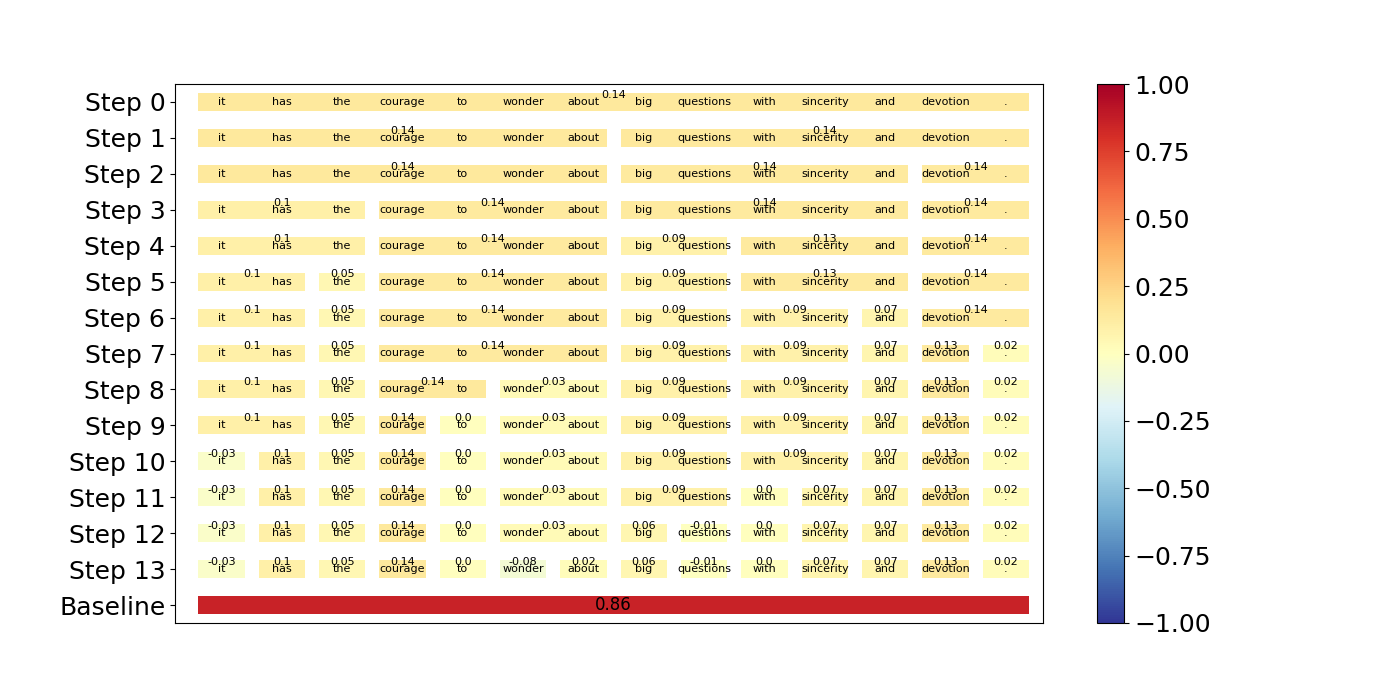 0.14
Step 0 it has the courage to wonder about big questions with sincerity and devotion .
0.14 0.14
Step 1 it has the courage to wonder about big questions with sincerity and devotion .
0.14 0.14 0.14
Step 2 it has the courage to wonder about big questions with sincerity and devotion .
0.1 0.14 0.14 0.14
Step 3 it has the courage to wonder about big questions with sincerity and devotion .
0.1 0.14 0.09 0.13 0.14
Step 4 it has the courage to wonder about big questions with sincerity and devotion .
0.1 0.05 0.14 0.09 0.13 0.14
Step 5 it has the courage to wonder about big questions with sincerity and devotion .
0.1 0.05 0.14 0.09 0.09 0.07 0.14
Step 6 it has the courage to wonder about big questions with sincerity and devotion .
0.1 0.05 0.14 0.09 0.09 0.07 0.13 0.02
Step 7 it has the courage to wonder about big questions with sincerity and devotion .
0.1 0.05 0.14 0.03 0.09 0.09 0.07 0.13 0.02
Step 8 it has the courage to wonder about big questions with sincerity and devotion .
0.1 0.05 0.14 0.0 0.03 0.09 0.09 0.07 0.13 0.02
Step 9 it has the courage to wonder about big questions with sincerity and devotion .
-0.03 0.1 0.05 0.14 0.0 0.03 0.09 0.09 0.07 0.13 0.02
Step 10 it has the courage to wonder about big questions with sincerity and devotion .
-0.03 0.1 0.05 0.14 0.0 0.03 0.09 0.0 0.07 0.07 0.13 0.02
Step 11 it has the courage to wonder about big questions with sincerity and devotion .
-0.03 0.1 0.05 0.14 0.0 0.03 0.06 -0.01 0.0 0.07 0.07 0.13 0.02
Step 12 it has the courage to wonder about big questions with sincerity and devotion .
-0.03 0.1 0.05 0.14 0.0 -0.08 0.02 0.06 -0.01 0.0 0.07 0.07 0.13 0.02
Step 13 it has the courage to wonder about big questions with sincerity and devotion .
Baseline 0.86
1.00
0.75
0.50
0.25
0.00
−0.25
−0.50
−0.75
−1.00